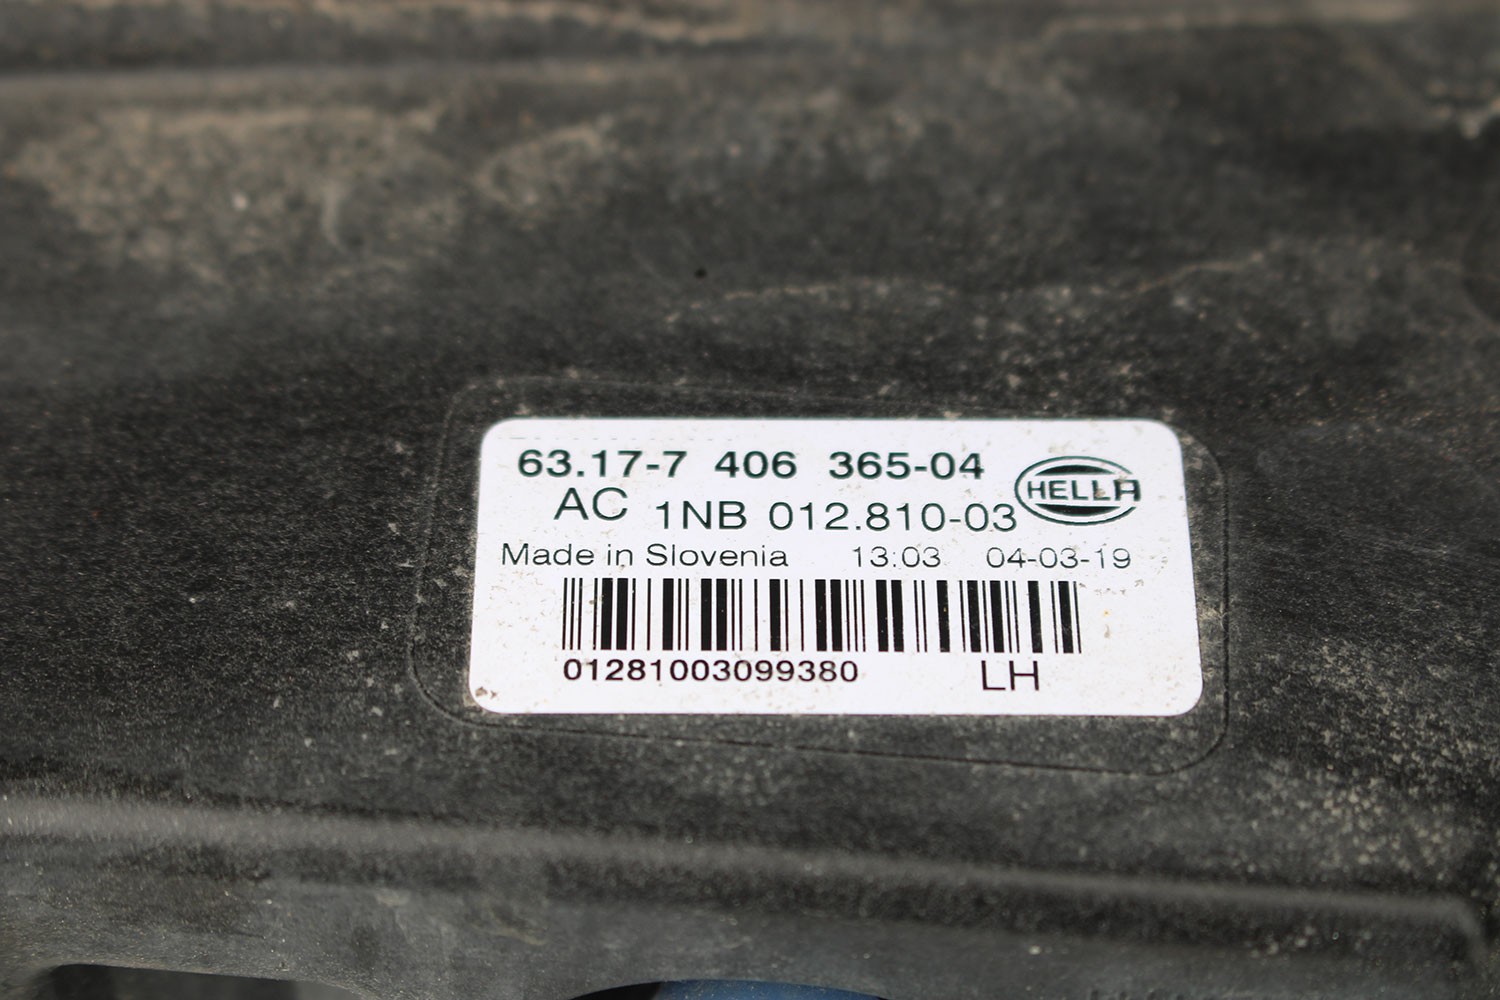 63.17-7 406 365-04
HELLA
AC 1NB 012.810-03
Made in Slovenia 13:03 04-03-19
01281003099380 LH